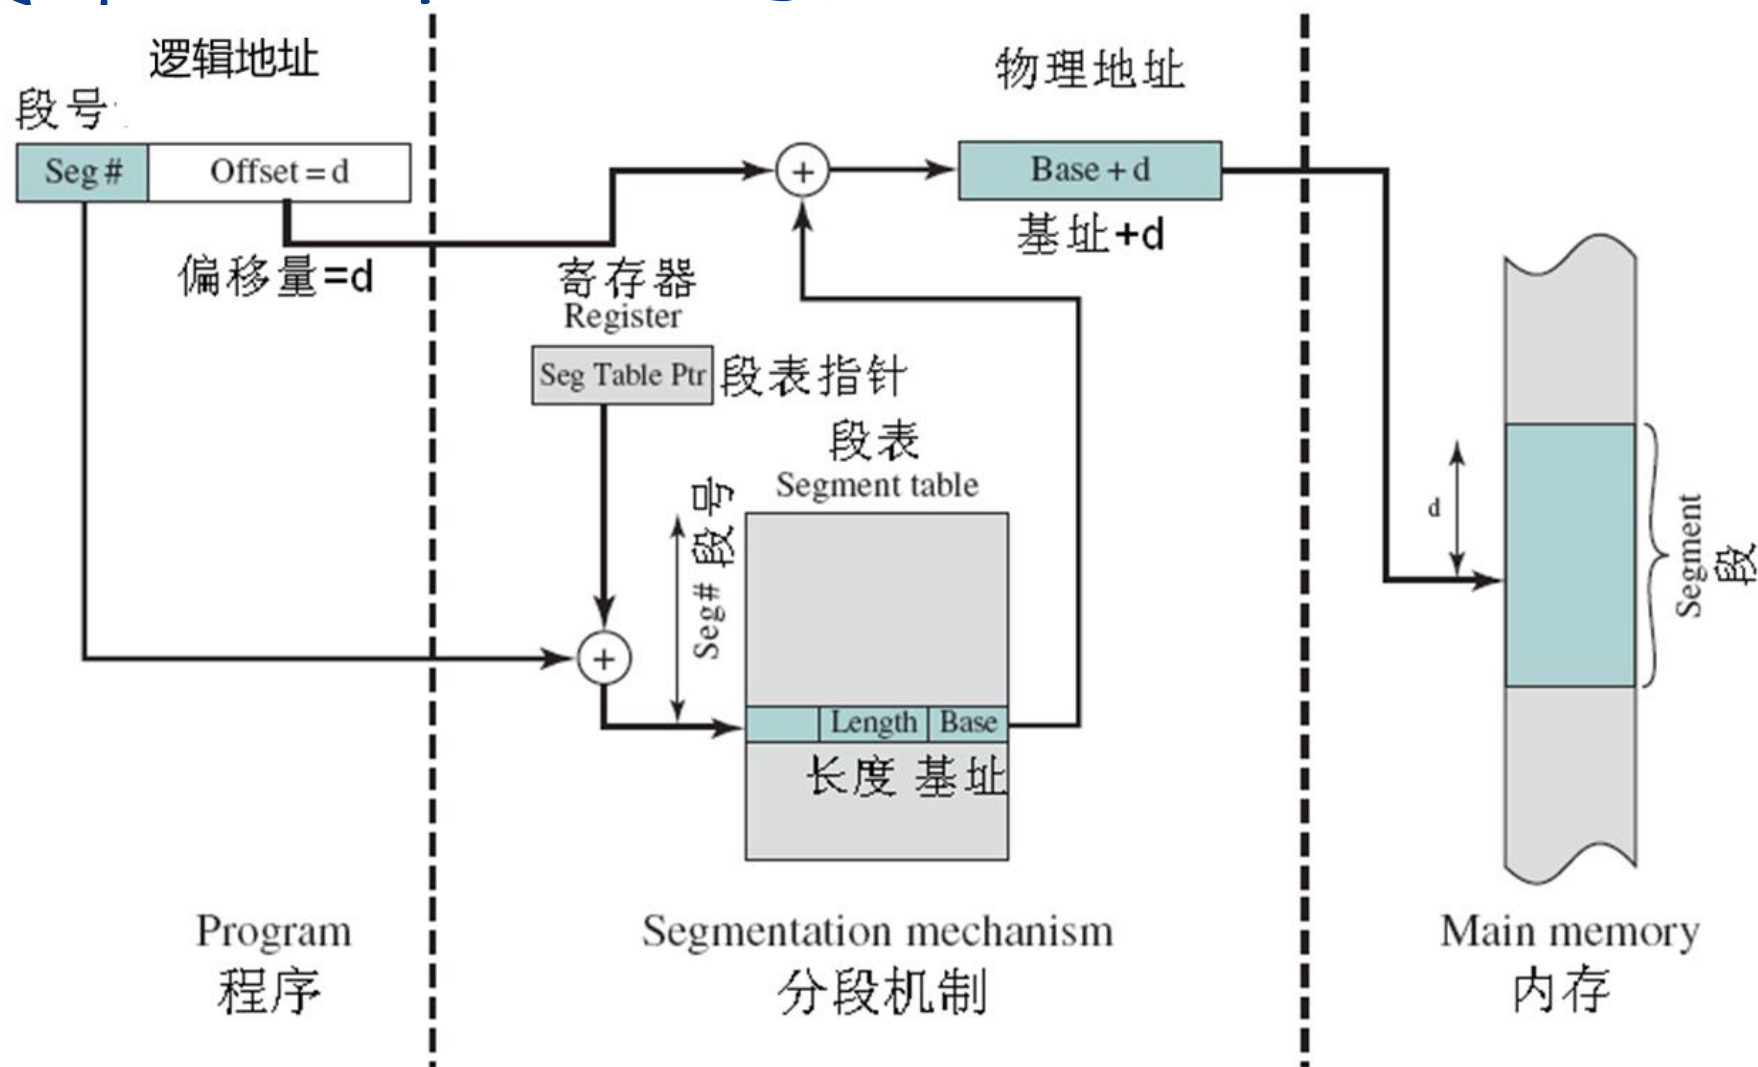 逻辑地址
段号
Seg # Offset = d
偏移量=d
物理地址
Base + d
基址+d
寄存器
Register
Seg Table Ptr 段表指针
段表
Segment table
Seg# 段号
Length Base
长度 基址
d
Segment
段
Program
程序
Segmentation mechanism
分段机制
Main memory
内存